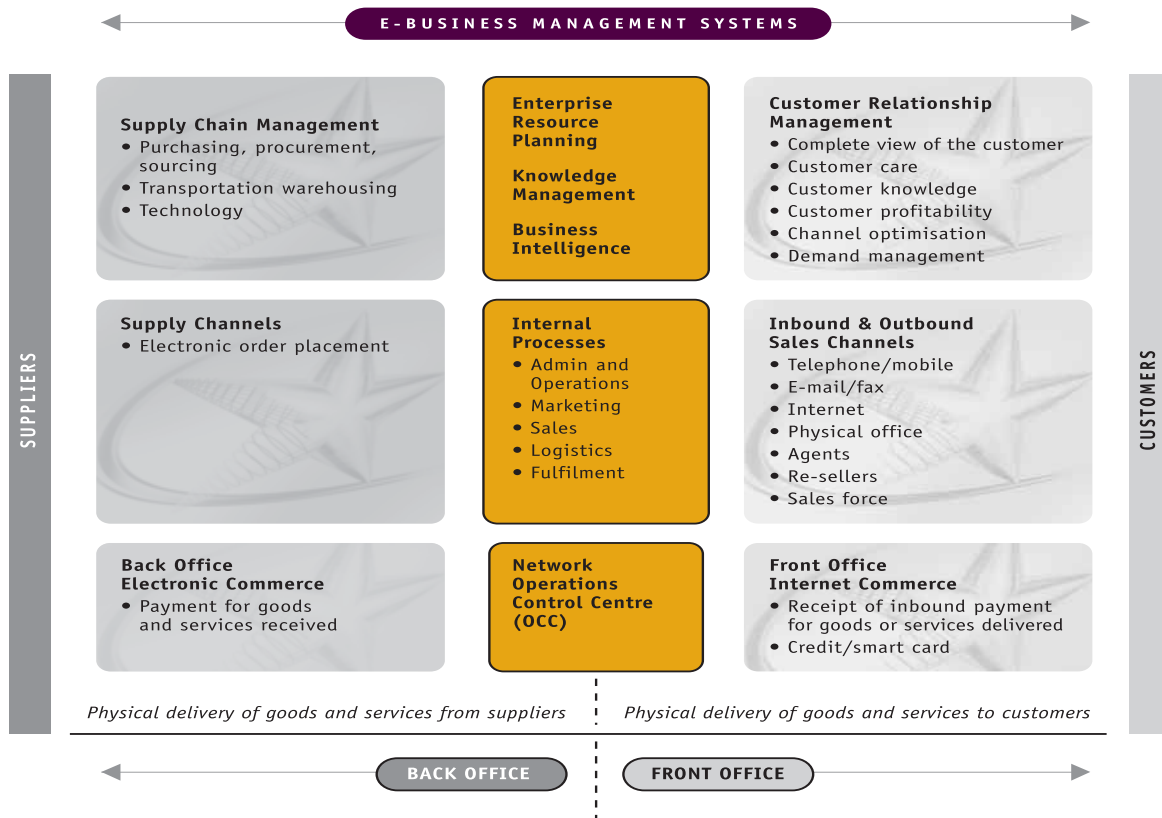 E-BUSINESS MANAGEMENT SYSTEMS
SUPPLIERS
Supply Chain Management
• Purchasing, procurement,
sourcing
• Transportation warehousing
• Technology
Enterprise
Resource
Planning
Knowledge
Management
Business
Intelligence
Customer Relationship
Management
• Complete view of the customer
• Customer care
• Customer knowledge
• Customer profitability
• Channel optimisation
• Demand management
Supply Channels
• Electronic order placement
Internal
Processes
• Admin and
Operations
• Marketing
• Sales
• Logistics
• Fulfilment
Inbound & Outbound
Sales Channels
• Telephone/mobile
• E-mail/fax
• Internet
• Physical office
• Agents
• Re-sellers
• Sales force
CUSTOMERS
Back Office
Electronic Commerce
• Payment for goods
and services received
Network
Operations
Control Centre
(OCC)
Front Office
Internet Commerce
• Receipt of inbound payment
for goods or services delivered
• Credit/smart card
Physical delivery of goods and services from suppliers
Physical delivery of goods and services to customers
BACK OFFICE
FRONT OFFICE